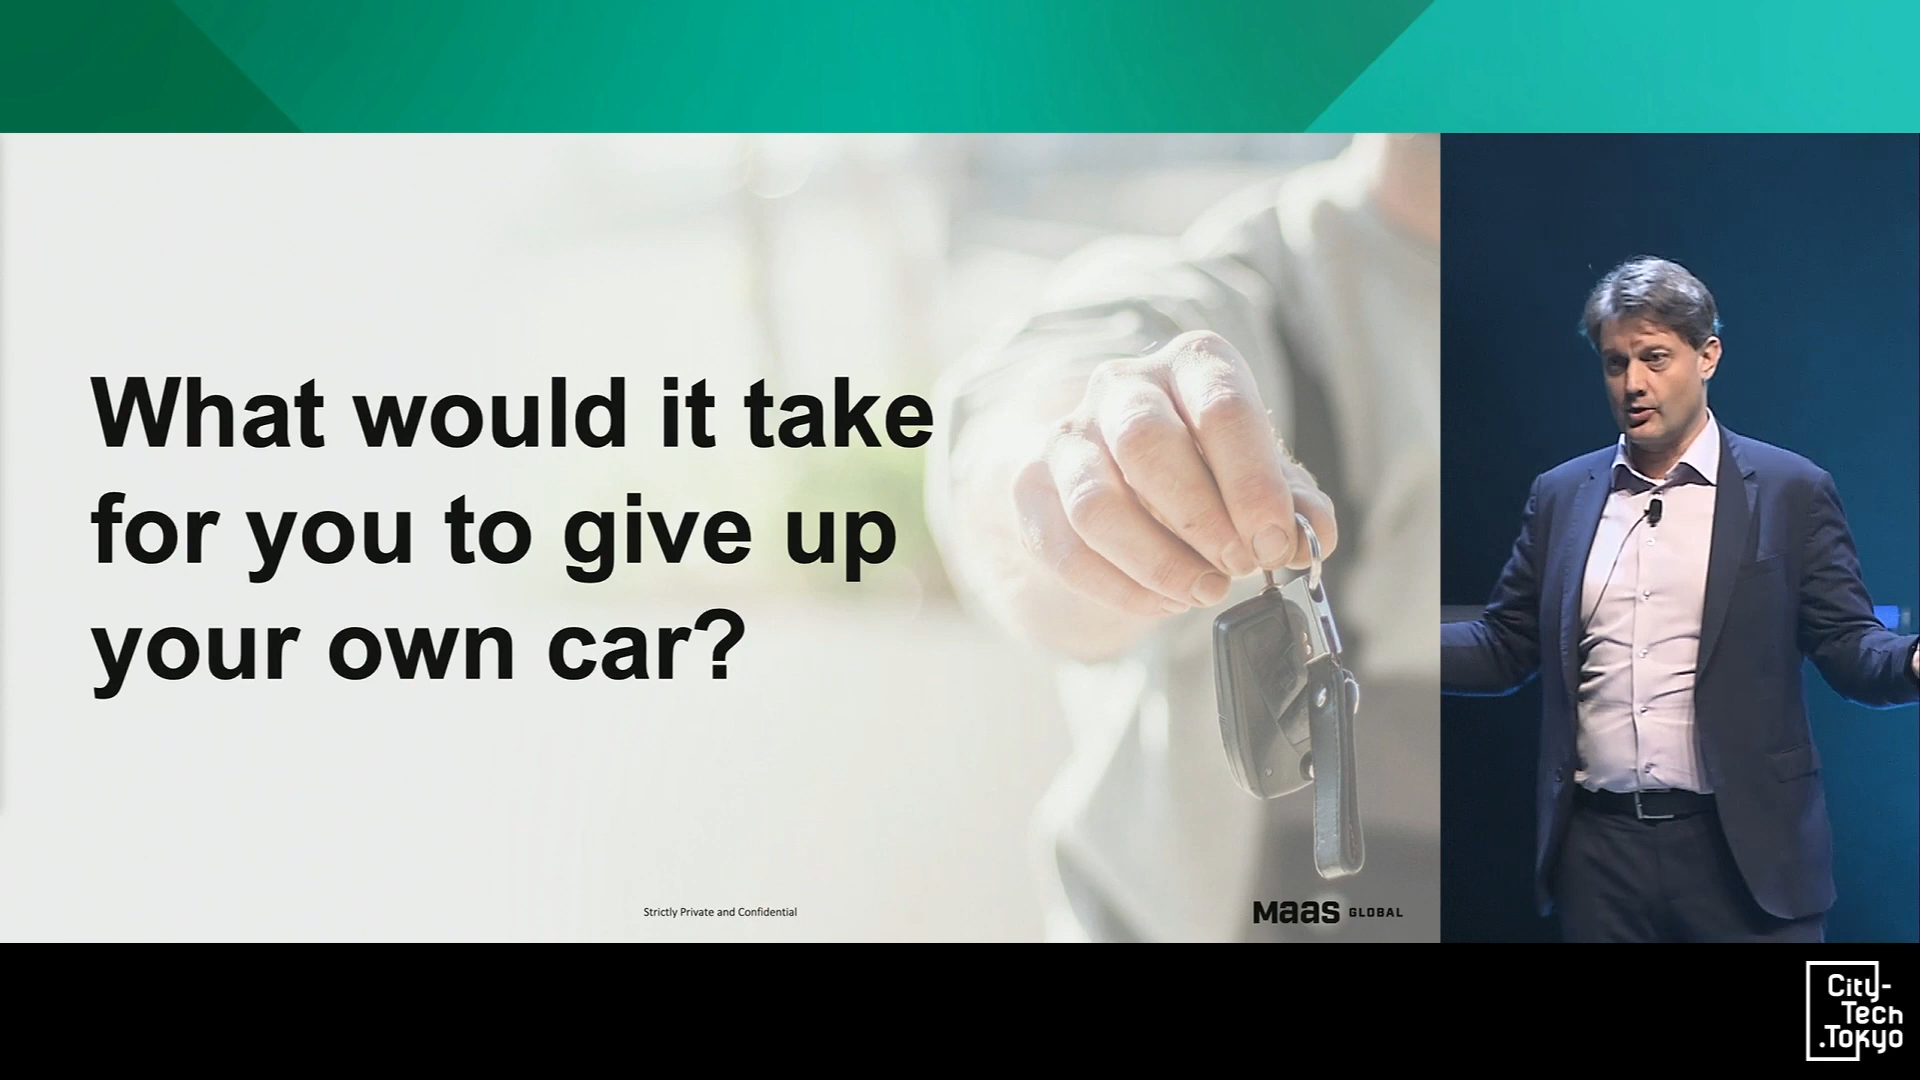 What would it take
for you to give up
your own car?
Strictly Private and Confidential
MaaS GLOBAL
City-
Tech
.Tokyo